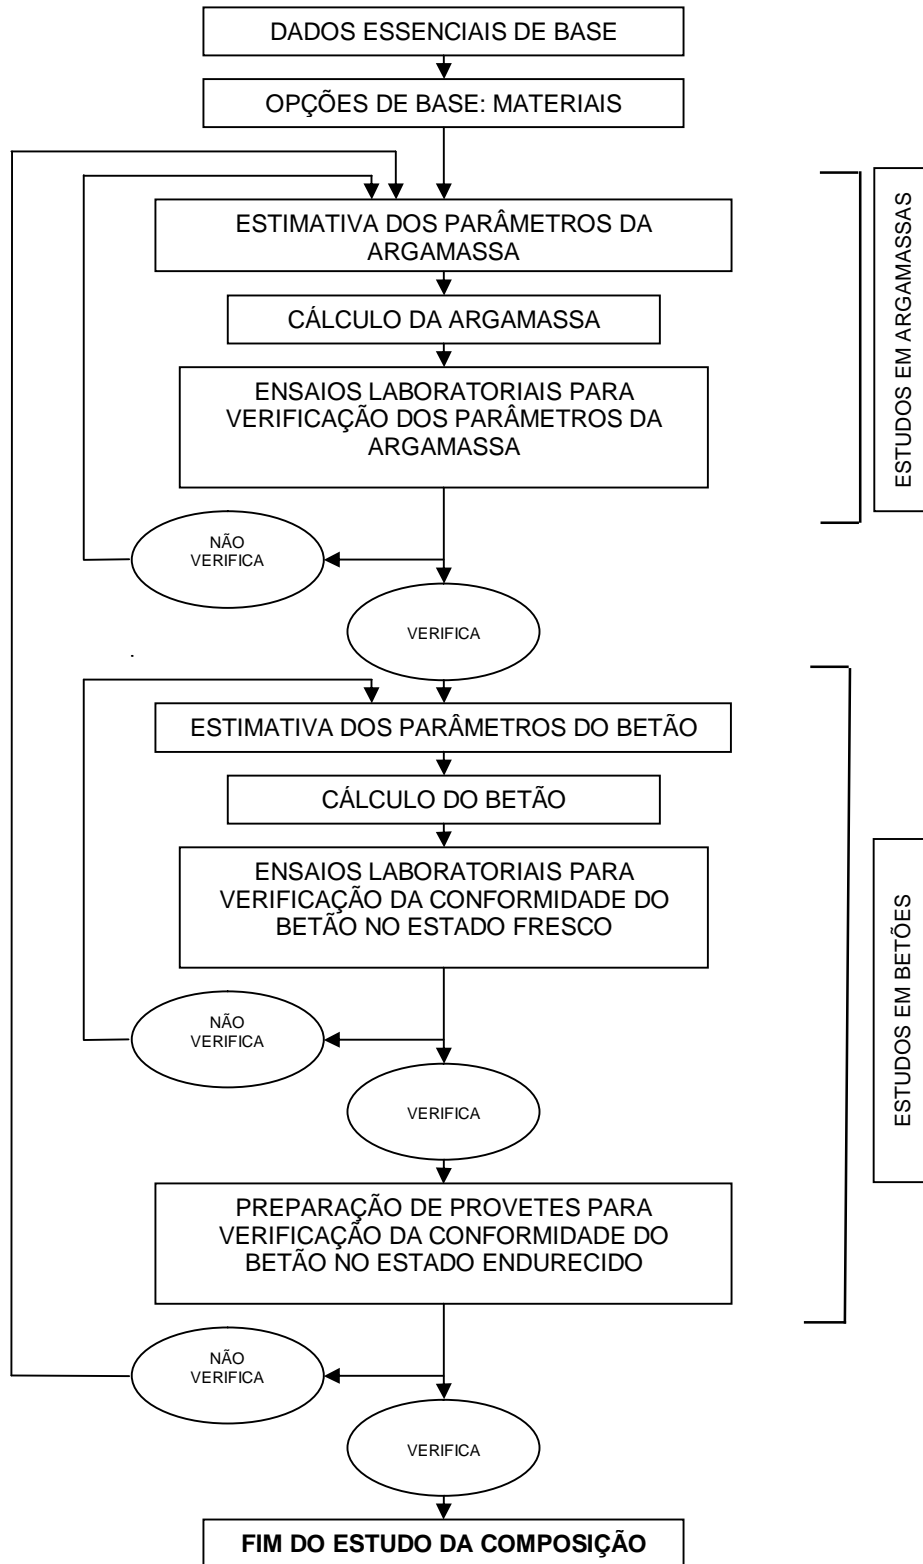 DADOS ESSENCIAIS DE BASE
OPÇÕES DE BASE: MATERIAIS
ESTIMATIVA DOS PARÂMETROS DA
ARGAMASSA
CÁLCULO DA ARGAMASSA
ENSAIOS LABORATORIAIS PARA
VERIFICAÇÃO DOS PARÂMETROS DA
ARGAMASSA
ESTUDOS EM ARGAMASSAS
NÃO
VERIFICA
VERIFICA
ESTIMATIVA DOS PARÂMETROS DO BETÃO
CÁLCULO DO BETÃO
ENSAIOS LABORATORIAIS PARA
VERIFICAÇÃO DA CONFORMIDADE DO
BETÃO NO ESTADO FRESCO
NÃO
VERIFICA
VERIFICA
ESTUDOS EM BETÕES
PREPARAÇÃO DE PROVETES PARA
VERIFICAÇÃO DA CONFORMIDADE DO
BETÃO NO ESTADO ENDURECIDO
NÃO
VERIFICA
VERIFICA
FIM DO ESTUDO DA COMPOSIÇÃO